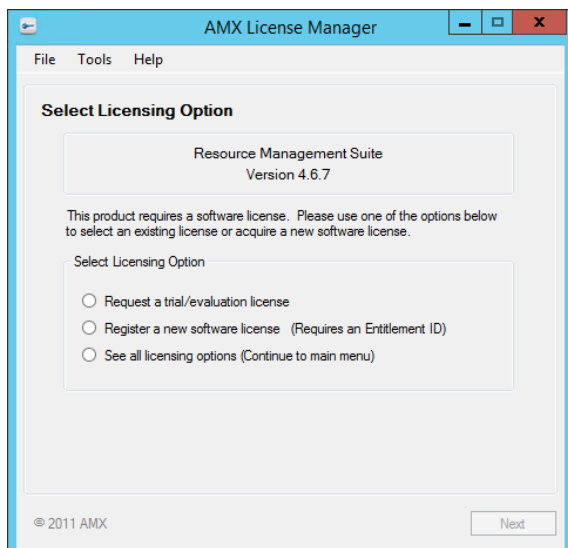 AMX License Manager
File Tools Help
Select Licensing Option
Resource Management Suite
Version 4.6.7
This product requires a software license. Please use one of the options below
to select an existing license or acquire a new software license.
Select Licensing Option
Request a trial/evaluation license
Register a new software license (Requires an Entitlement ID)
See all licensing options (Continue to main menu)
© 2011 AMX Next